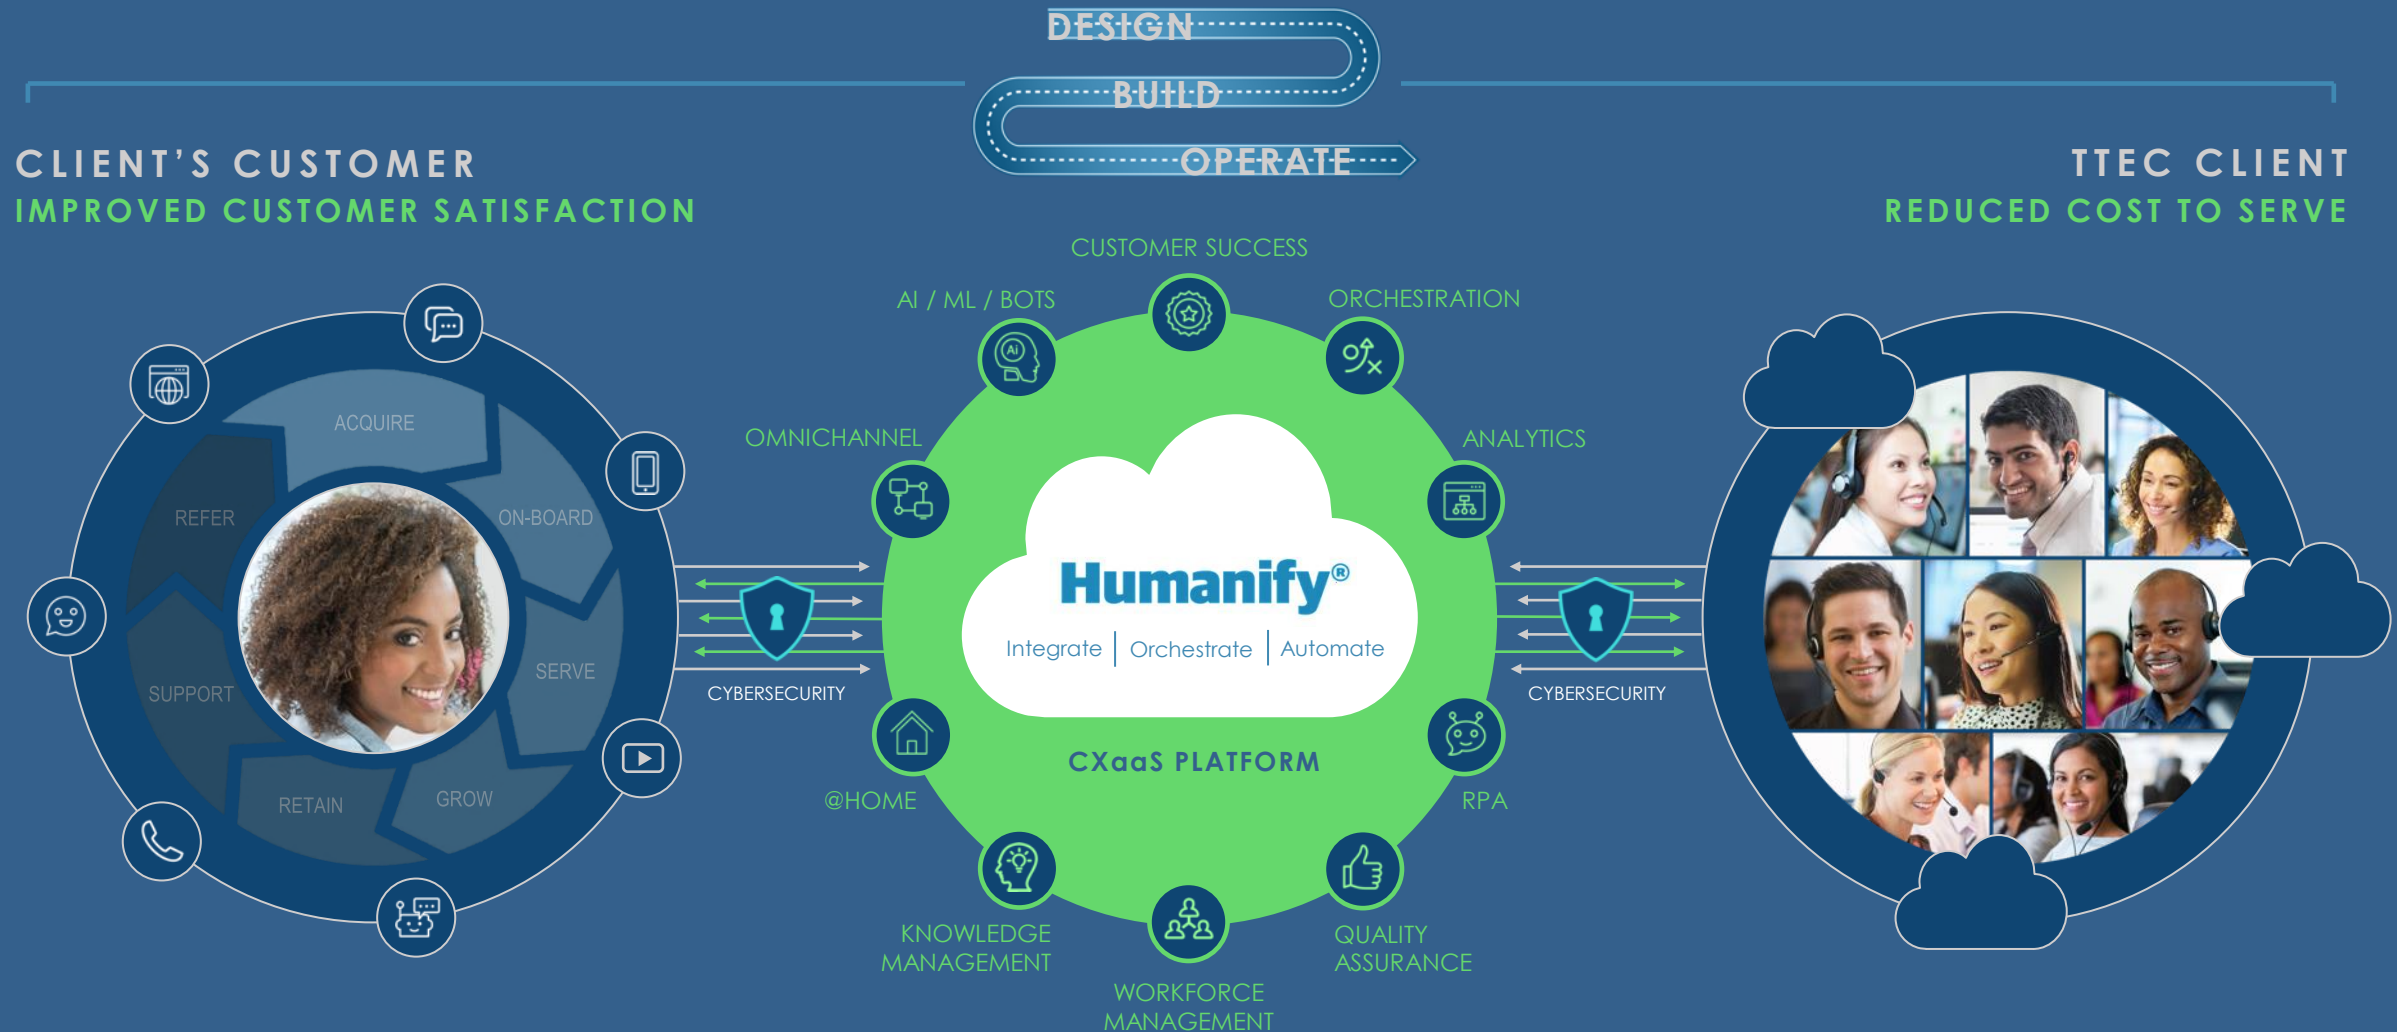 DESIGN
BUILD
OPERATE
CLIENT’S CUSTOMER
IMPROVED CUSTOMER SATISFACTION
TTEC CLIENT
REDUCED COST TO SERVE
ACQUIRE
ON-BOARD
SERVE
GROW
RETAIN
SUPPORT
REFER
CYBERSECURITY
CUSTOMER SUCCESS
AI / ML / BOTS
Ai
ORCHESTRATION
OMNICHANNEL
ANALYTICS
Humanify®
Integrate | Orchestrate | Automate
CXaaS PLATFORM
@HOME
RPA
KNOWLEDGE
MANAGEMENT
QUALITY
ASSURANCE
WORKFORCE
MANAGEMENT
CYBERSECURITY